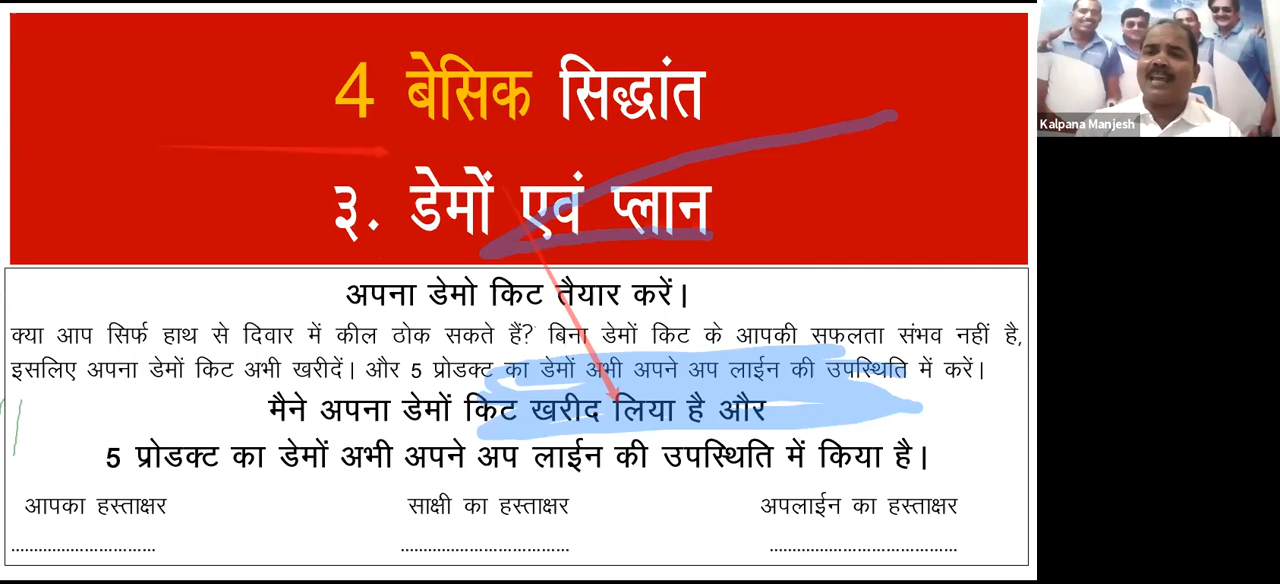 4 बेसिक सिद्धांत
३. डेमों एवं प्लान
अपना डेमो किट तैयार करें।
क्या आप सिर्फ हाथ से दिवार में कील ठोक सकते हैं? बिना डेमों किट के आपकी सफलता संभव नहीं है,
इसलिए अपना डेमों किट अभी खरीदें। और 5 प्रोडक्ट का डेमों अभी अपने अप लाईन की उपस्थिति में करें।
मैने अपना डेमों किट खरीद लिया है और
5 प्रोडक्ट का डेमों अभी अपने अप लाईन की उपस्थिति में किया है।
आपका हस्ताक्षर साक्षी का हस्ताक्षर अपलाईन का हस्ताक्षर
Kalpana Manjesh